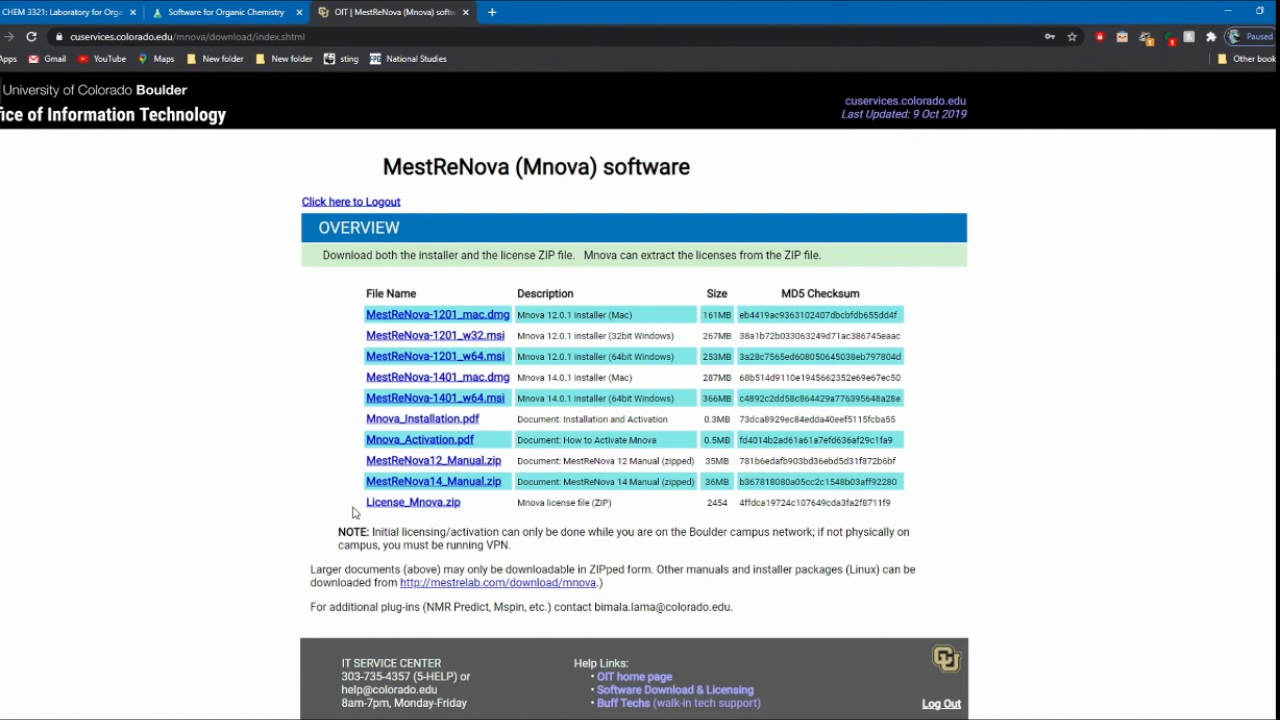 CHEM 3321: Laboratory for Orga
Software for Organic Chemistry
OIT | MestReNova (Mnova) softw
cuservices.colorado.edu/mnova/download/index.shtml
Paused
Apps Gmail YouTube Maps New folder New folder sting National Studies Other book
University of Colorado Boulder
fice of Information Technology
cuservices.colorado.edu
Last Updated: 9 Oct 2019
MestReNova (Mnova) software
Click here to Logout
OVERVIEW
Download both the installer and the license ZIP file. Mnova can extract the licenses from the ZIP file.
File Name Description Size MD5 Checksum
MestReNova-1201_mac.dmg Mnova 12.0.1 installer (Mac) 161MB eb4419ac9363102407dbcbfdb655dd4f
MestReNova-1201_w32.msi Mnova 12.0.1 installer (32bit Windows) 267MB 38a1b72b033063249d71ac386745eaac
MestReNova-1201_w64.msi Mnova 12.0.1 installer (64bit Windows) 253MB 3a28c7565ed608050645038eb797804d
MestReNova-1401_mac.dmg Mnova 14.0.1 installer (Mac) 287MB 68b514d9110e1945662352e69e67ec50
MestReNova-1401_w64.msi Mnova 14.0.1 installer (64bit Windows) 366MB c4892c2dd58c864429a776395648a28e
Mnova_Installation.pdf Document: Installation and Activation 0.3MB 73dca8929ec84edda40eef5115fcba55
Mnova_Activation.pdf Document: How to Activate Mnova 0.5MB fd4014b2ad61a61a7efd636af29c1fa9
MestReNova12_Manual.zip Document: MestReNova 12 Manual (zipped) 35MB 781b6edafb903bd36ebd5d31f872b6bf
MestReNova14_Manual.zip Document: MestReNova 14 Manual (zipped) 36MB b367818080a05cc2c1548b03aff92280
License_Mnova.zip Mnova license file (ZIP) 2454 4ffdca19724c107649cda3fa2f8711f9
NOTE: Initial licensing/activation can only be done while you are on the Boulder campus network; if not physically on
campus, you must be running VPN.
Larger documents (above) may only be downloadable in ZIPped form. Other manuals and installer packages (Linux) can be
downloaded from http://mestrelab.com/download/mnova.)
For additional plug-ins (NMR Predict, Mspin, etc.) contact bimala.lama@colorado.edu.
IT SERVICE CENTER
303-735-4357 (5-HELP) or
help@colorado.edu
8am-7pm, Monday-Friday
Help Links:
• OIT home page
• Software Download & Licensing
• Buff Techs (walk-in tech support)
CU
Log Out